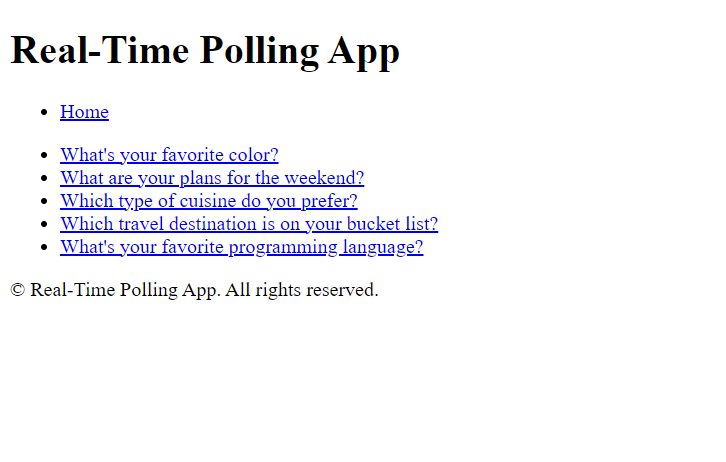 Real-Time Polling App
Home
What's your favorite color?
What are your plans for the weekend?
Which type of cuisine do you prefer?
Which travel destination is on your bucket list?
What's your favorite programming language?
© Real-Time Polling App. All rights reserved.